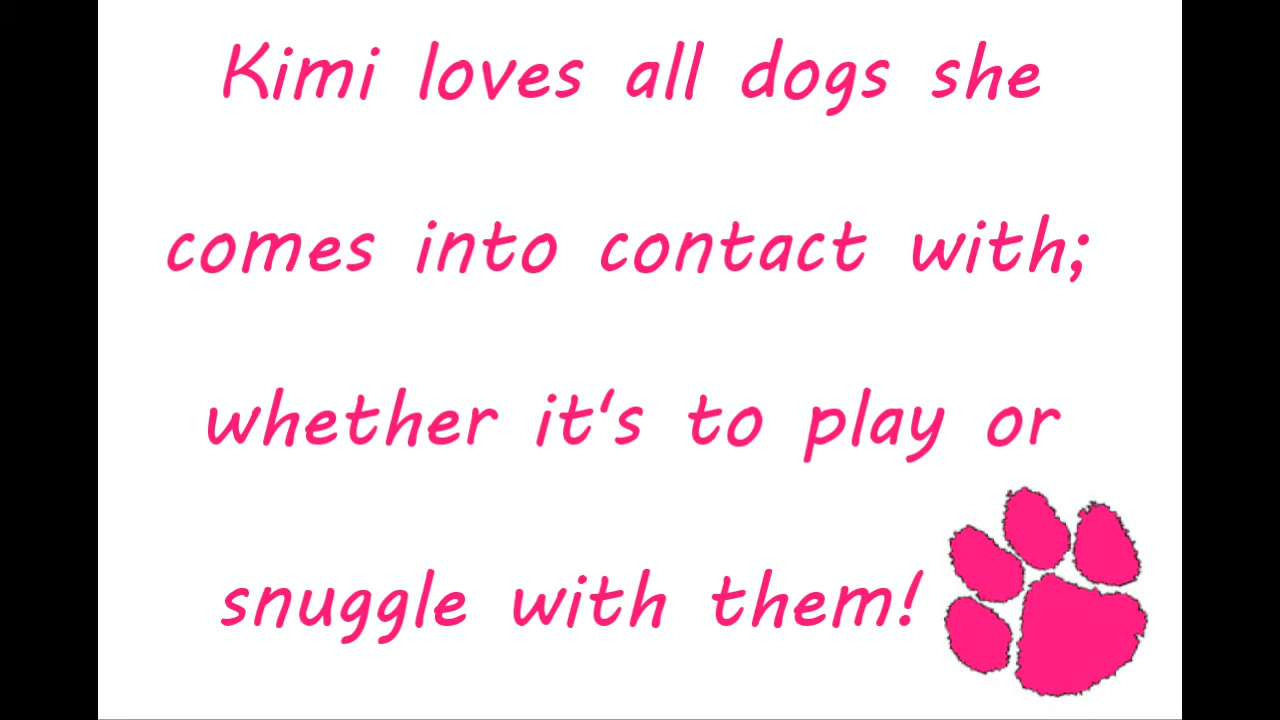 Kimi loves all dogs she
comes into contact with;
whether it's to play or
snuggle with them!